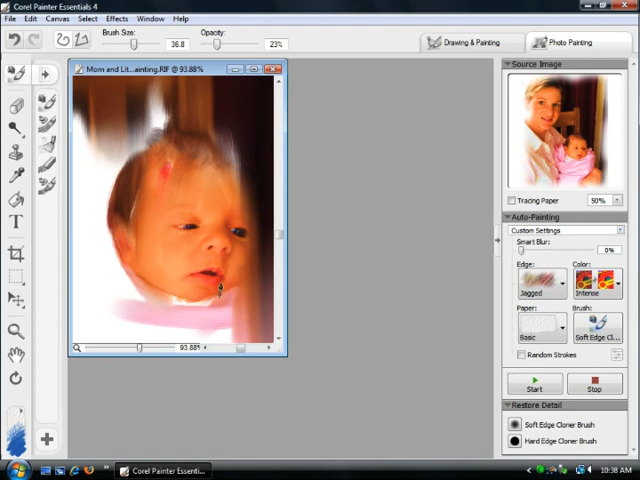 Corel Painter Essentials 4
File Edit Canvas Select Effects Window Help
Brush Size: 36.8 Opacity: 23% Drawing & Painting Photo Painting
Mom and Lit...ainting.RIF @ 93.88%
93.88%
T
Source Image
Tracing Paper 50%
Auto-Painting
Custom Settings
Smart Blur:
0%
Edge: Color:
Jagged Intense
Paper: Brush:
Basic Soft Edge Cl...
Random Strokes
Start Stop
Restore Detail
Soft Edge Cloner Brush
Hard Edge Cloner Brush
Corel Painter Essenti... 10:38 AM